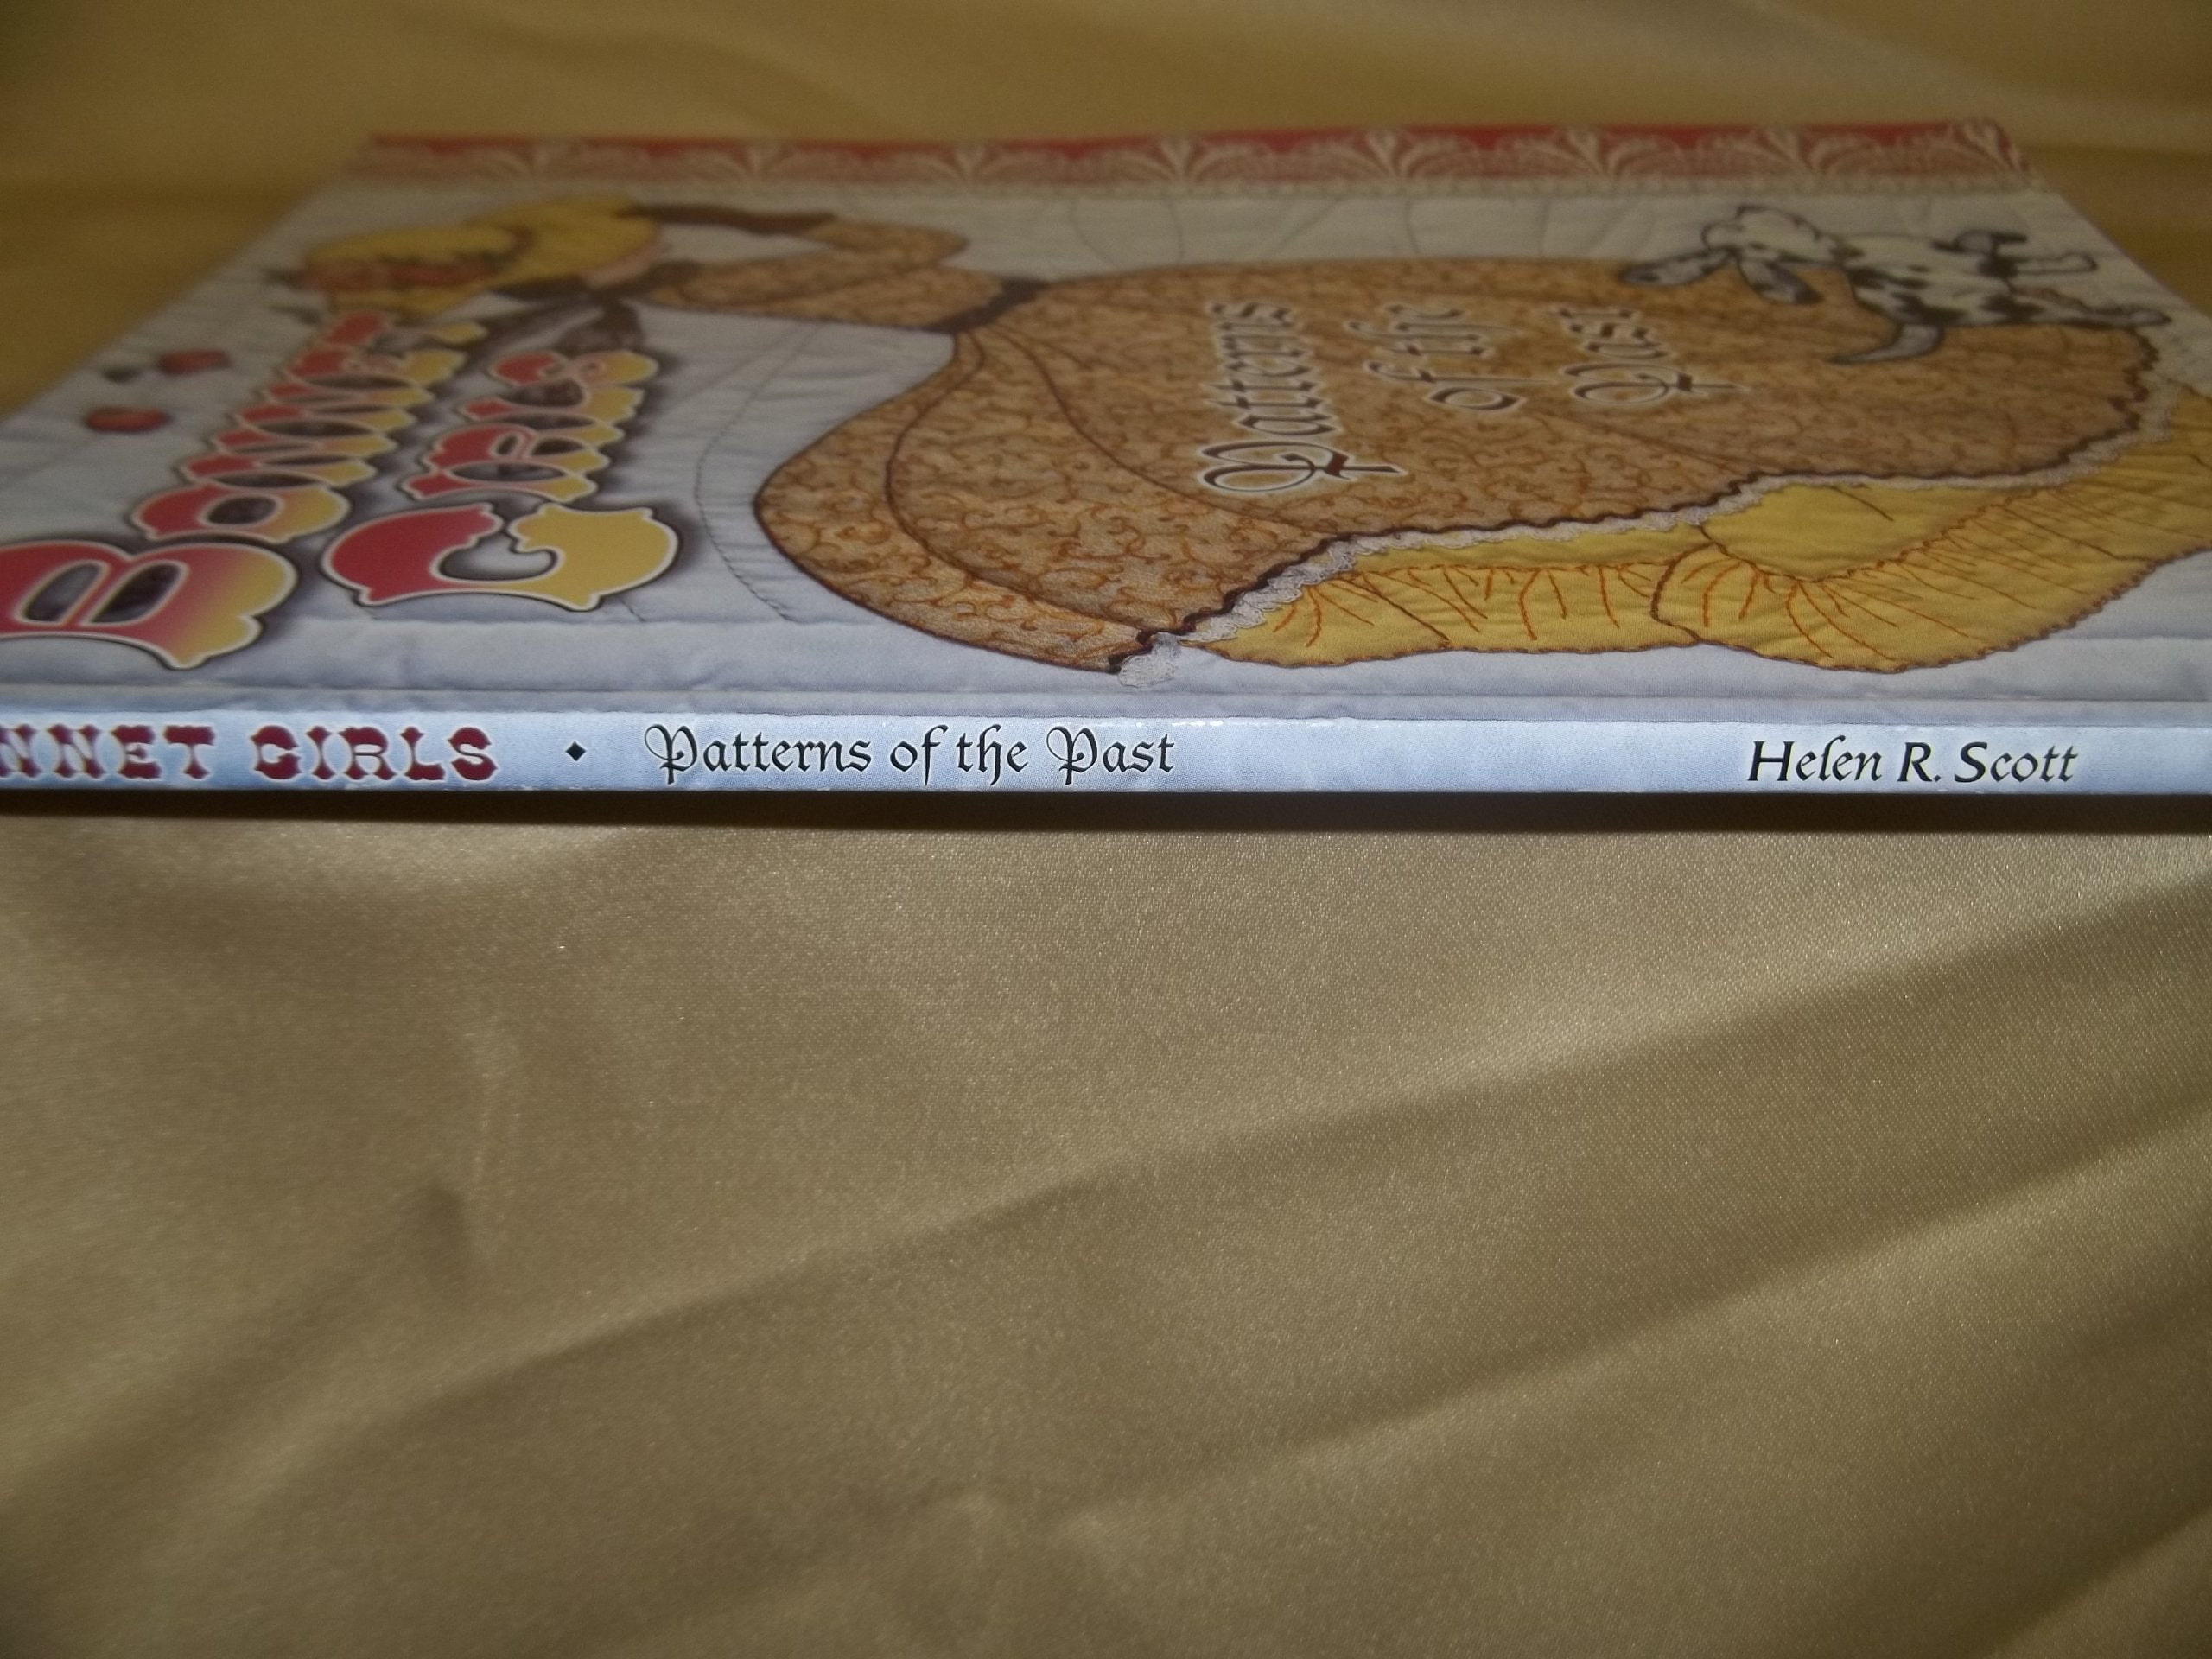 BONNET
GIRLS
Patterns
of the
Past
NNET GIRLS ◆ Patterns of the Past Helen R. Scott